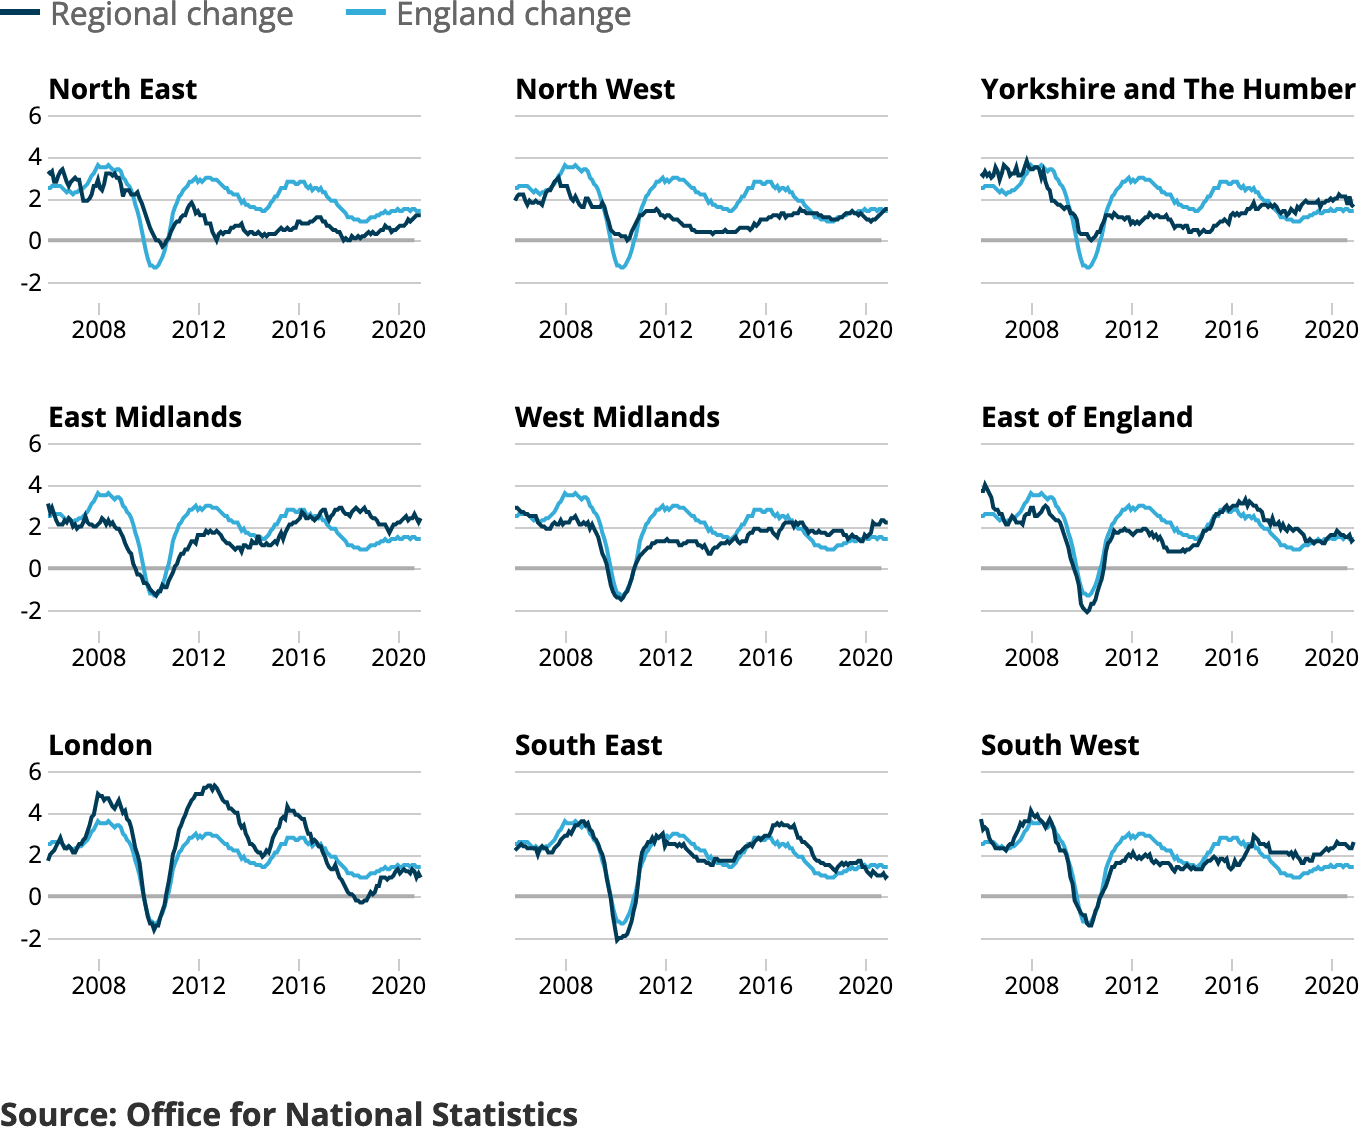 Regional change England change
North East North West Yorkshire and The Humber
6
4
2
0
-2
2008 2012 2016 2020 2008 2012 2016 2020 2008 2012 2016 2020
East Midlands West Midlands East of England
6
4
2
0
-2
2008 2012 2016 2020 2008 2012 2016 2020 2008 2012 2016 2020
London South East South West
6
4
2
0
-2
2008 2012 2016 2020 2008 2012 2016 2020 2008 2012 2016 2020
Source: Office for National Statistics